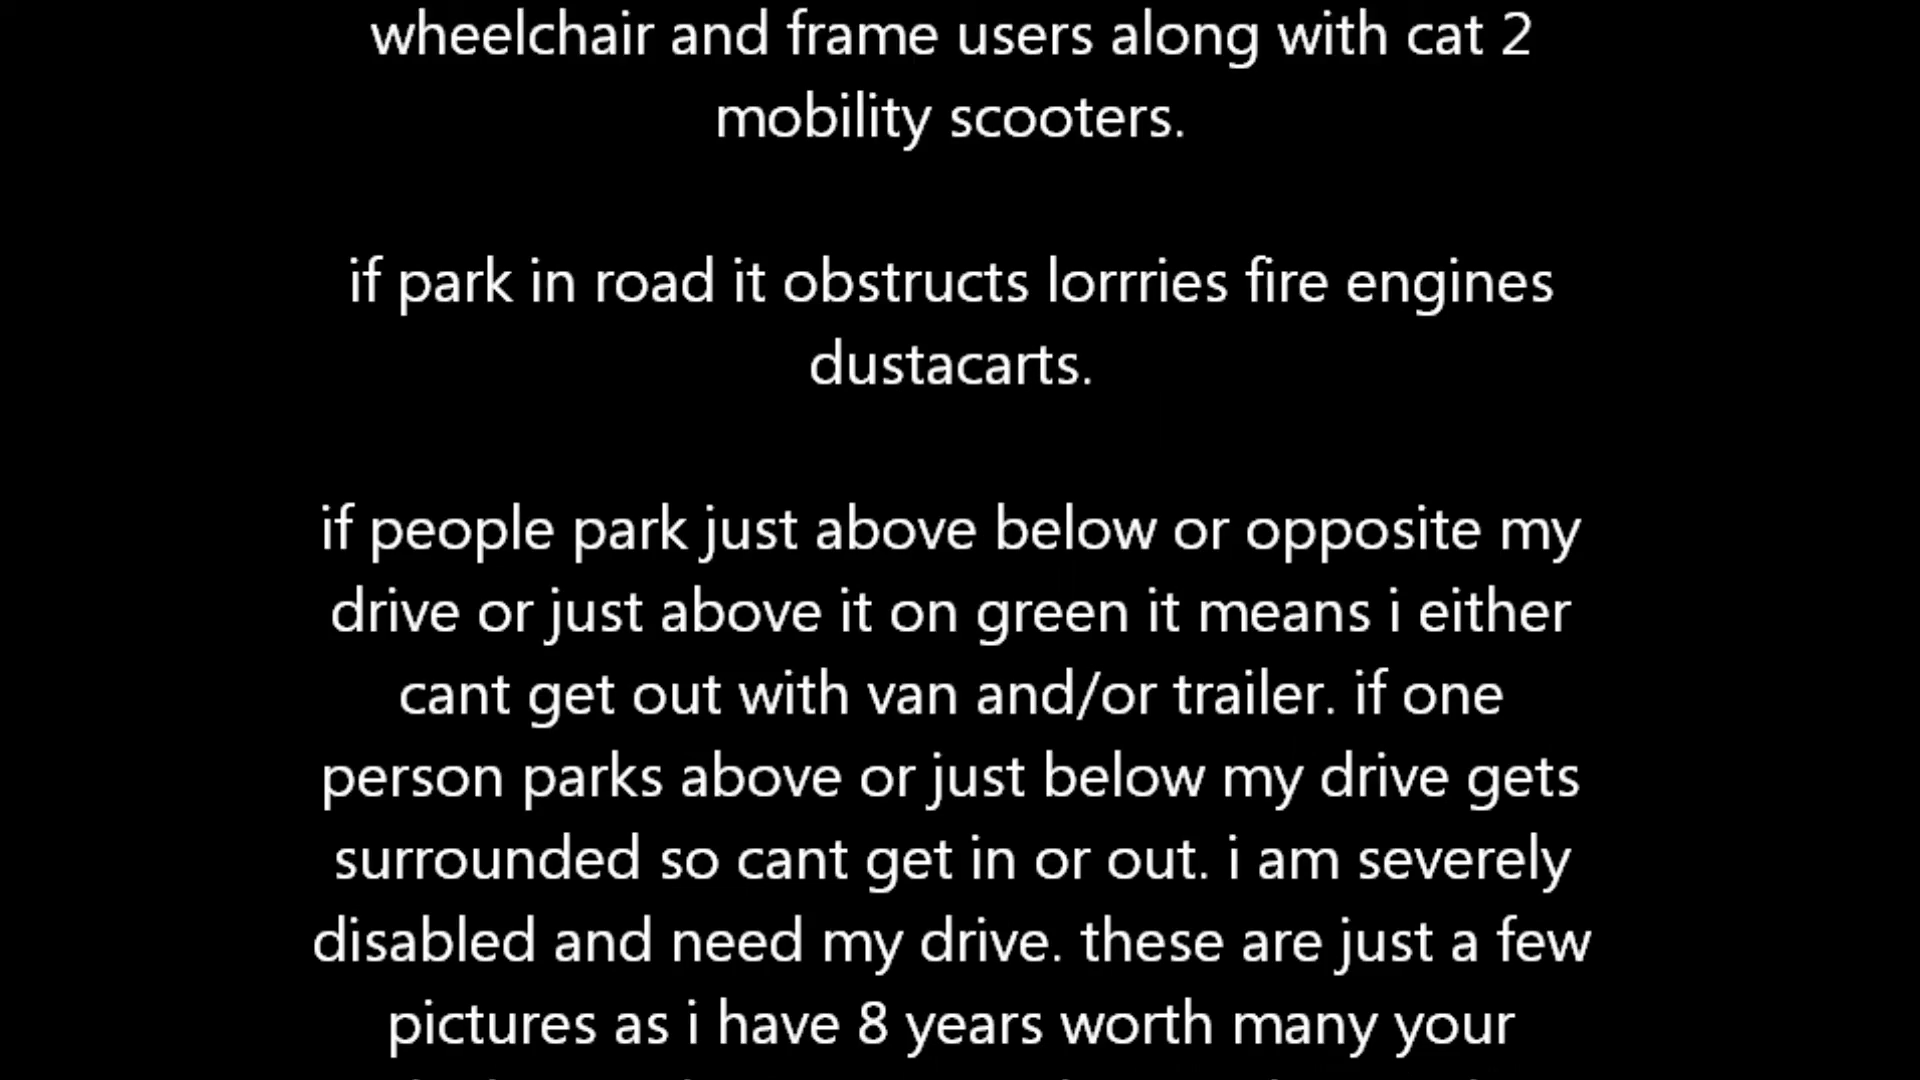 wheelchair and frame users along with cat 2
mobility scooters.
if park in road it obstructs lorrries fire engines
dustacarts.
if people park just above below or opposite my
drive or just above it on green it means i either
cant get out with van and/or trailer. if one
person parks above or just below my drive gets
surrounded so cant get in or out. i am severely
disabled and need my drive. these are just a few
pictures as i have 8 years worth many your